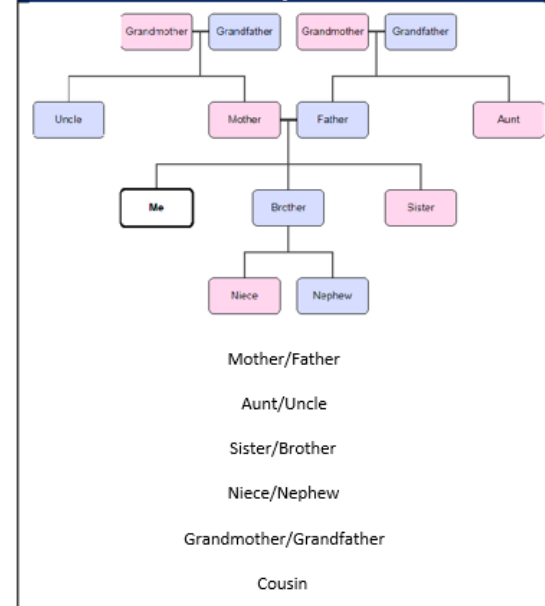 Grandmother Grandfather Grandmother Grandfather
Uncle Mother Father Aunt
Me Brother Sister
Niece Nephew
Mother/Father
Aunt/Uncle
Sister/Brother
Niece/Nephew
Grandmother/Grandfather
Cousin